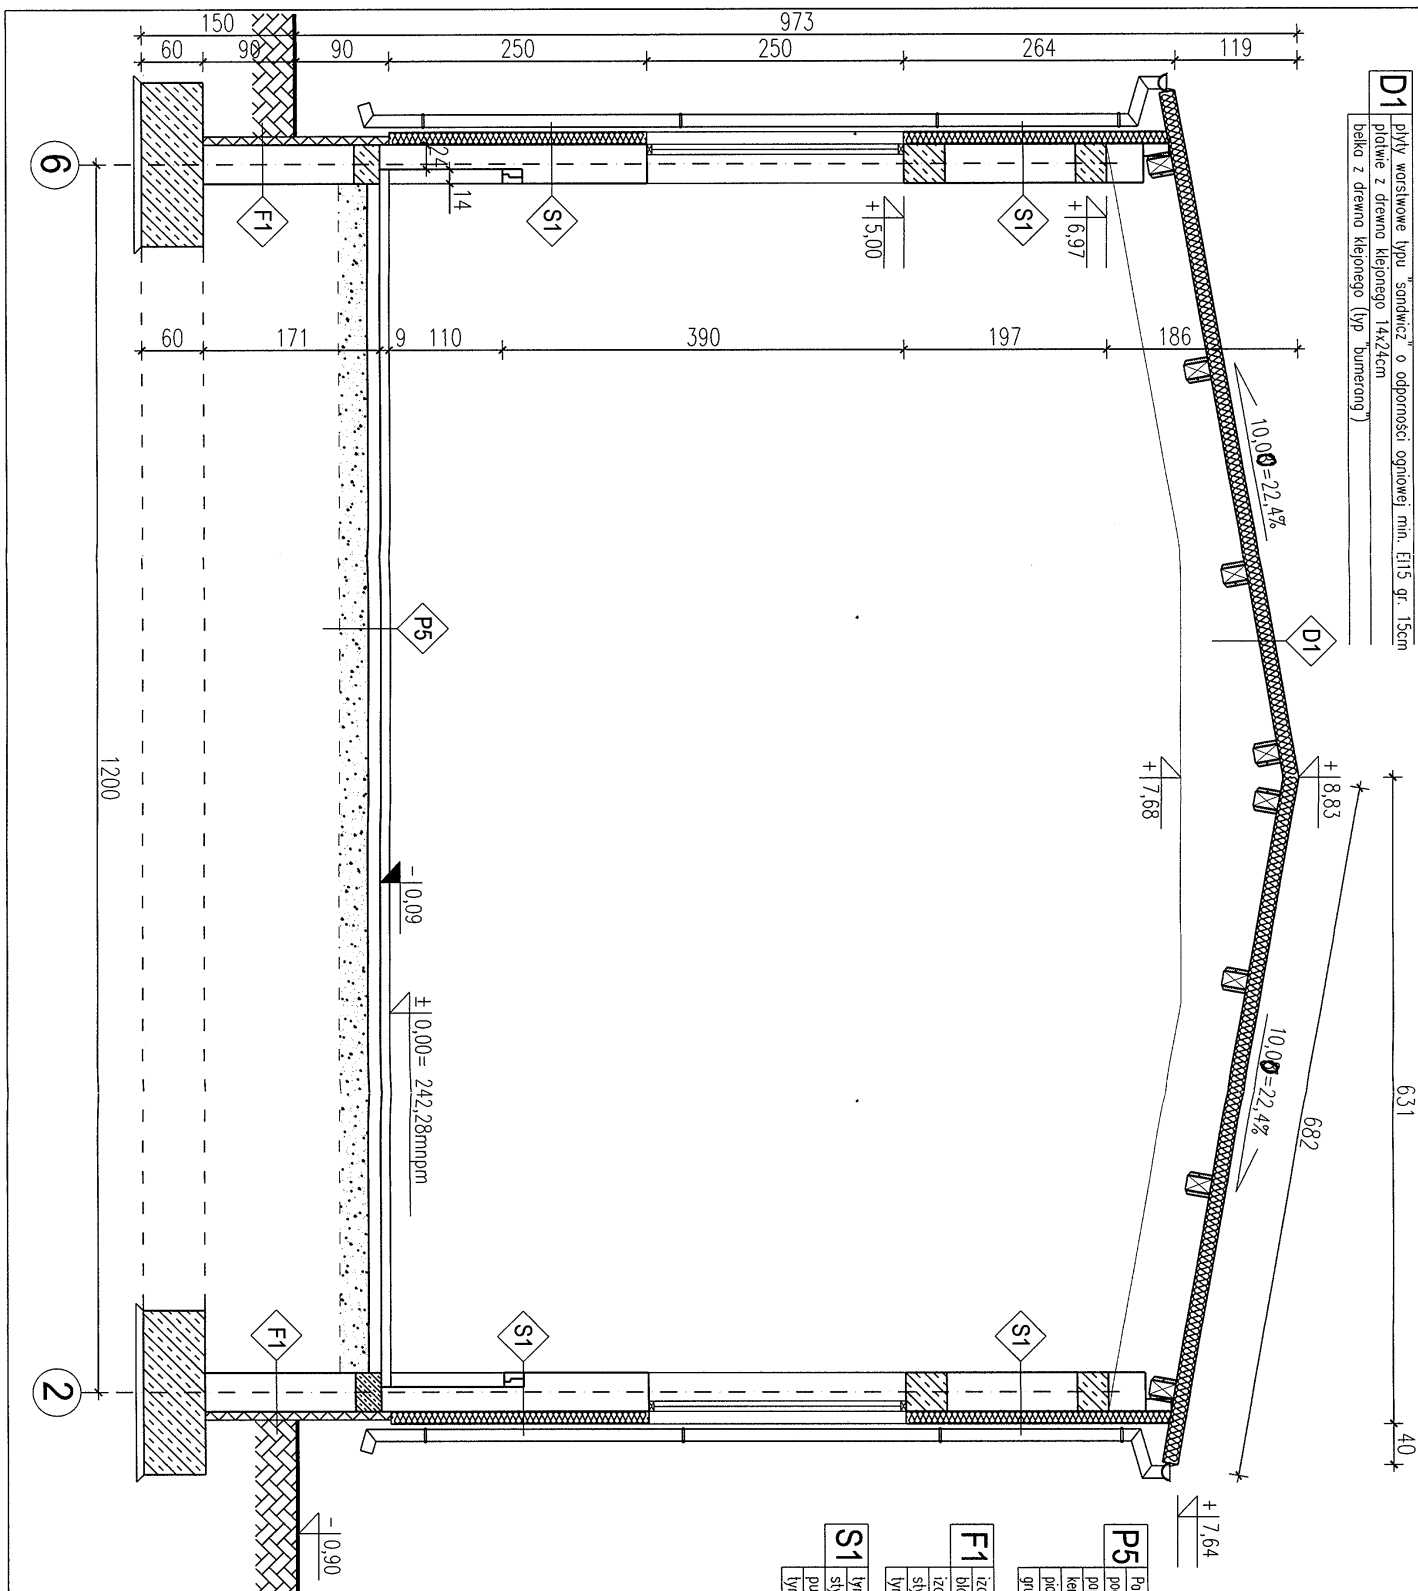 D1
płyty warstwowe typu "sandwicz" o odporności ogniowej min. EI15 gr. 15cm
płatwie z drewna klejonego 14x24cm
belka z drewna klejonego (typ "bumerang")
D1
+8,83
+7,68
10,00=22,4%
10,00=22,4%
682
631
40
+7,64
119
264
250
250
90
973
90
60
150
186
197
390
110
9
171
60
+6,97
+5,00
S1
S1
24
14
F1
P5
-0,09
±0,00= 242,28mnpm
S1
S1
F1
-0,90
6
1200
2
P5
F1
S1